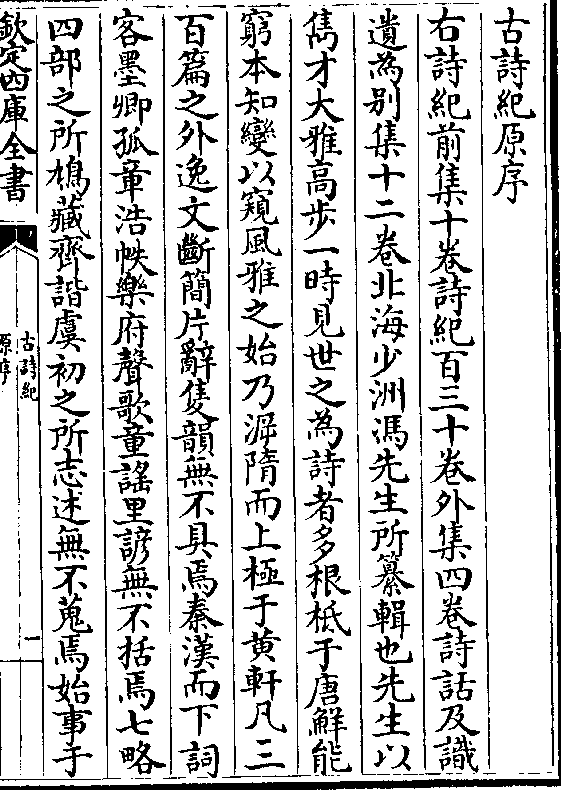 古詩紀原序
右詩紀前集十卷詩紀百三十卷外集四卷詩話及識
遺為别集十二卷北海少洲馮先生所纂輯也先生以
雋才大雅高步一時見世之為詩者多根柢于唐鮮能
窮本知變以窺風雅之始乃溯隋而上極于黄軒凡三
百篇之外逸文斷簡片辭隻韻無不具焉秦漢而下詞
客墨卿孤章浩帙樂府聲歌童謡里諺無不括焉七略
四部之所鳩藏齊諧虞初之所志述無不蒐焉始事于
欽定四庫全書
古詩紀
原序
一